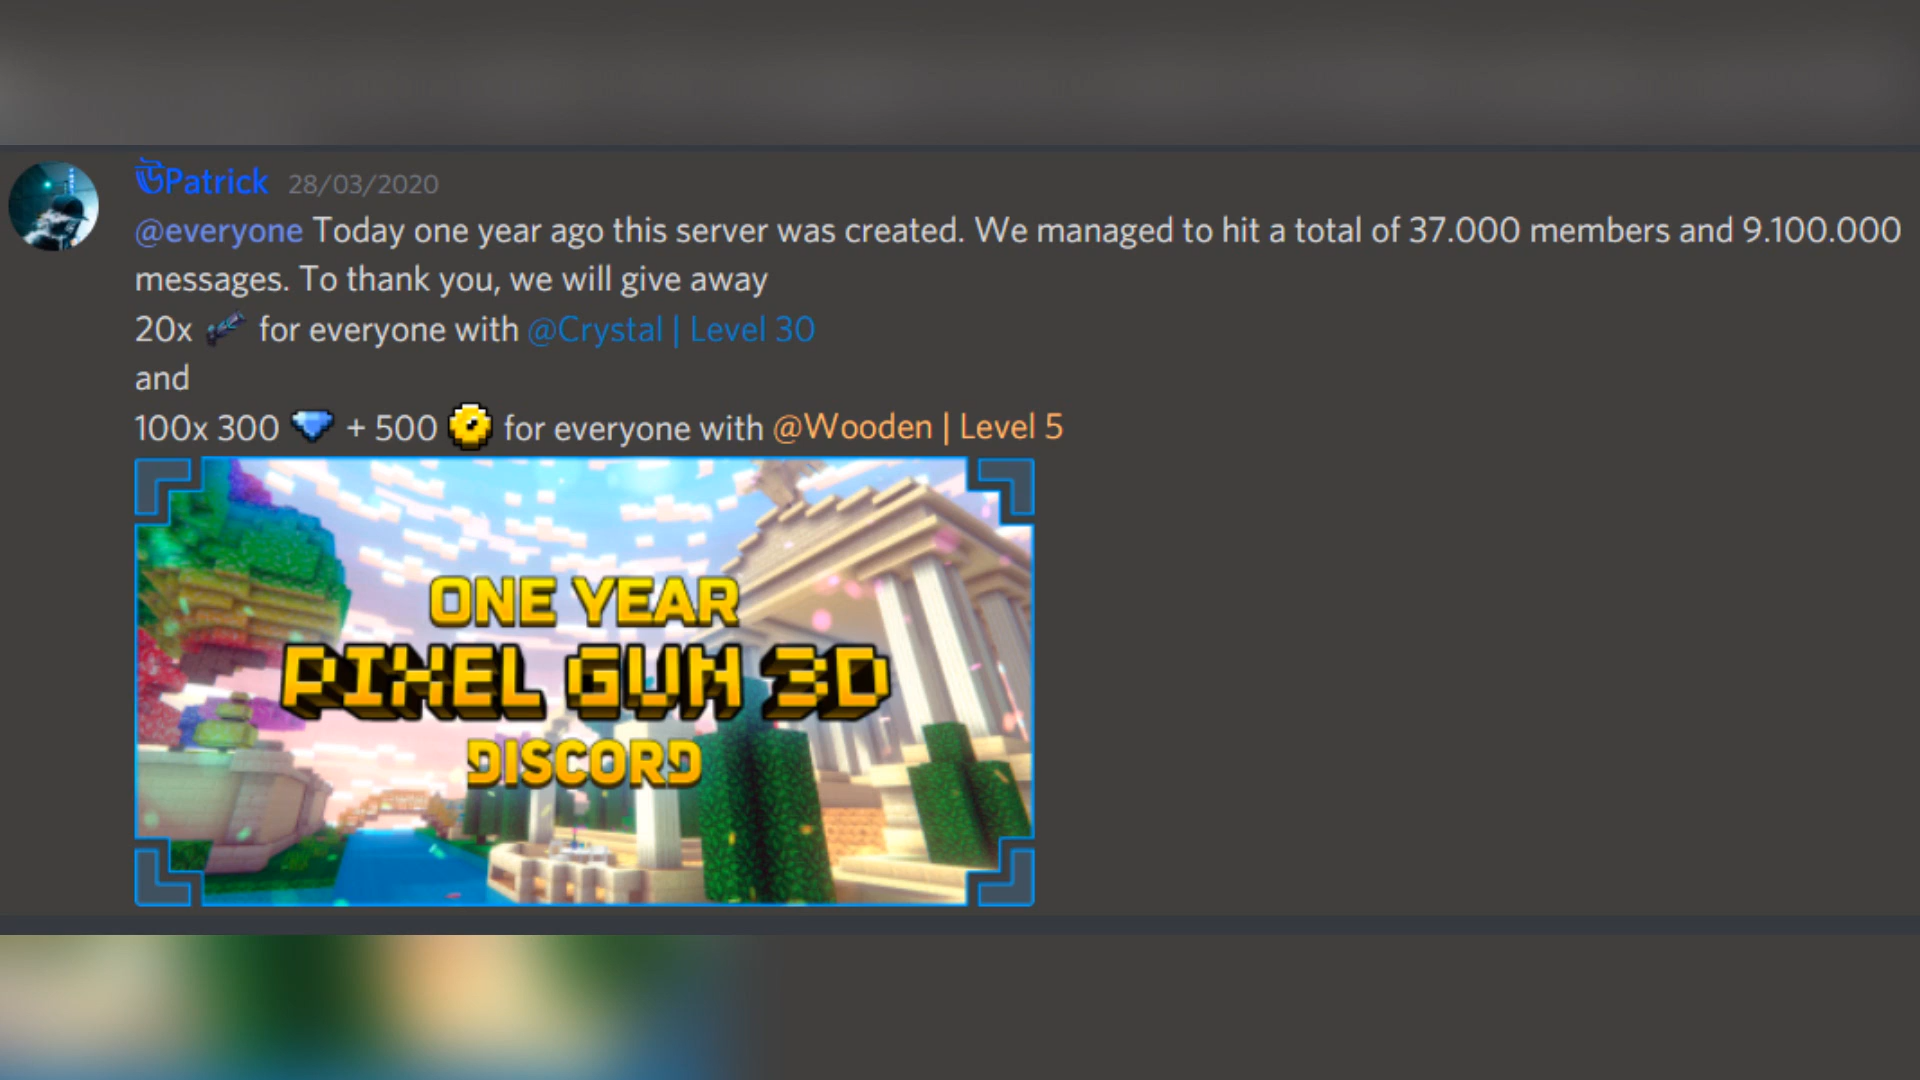 উPatrick 28/03/2020
@everyone Today one year ago this server was created. We managed to hit a total of 37.000 members and 9.100.000
messages. To thank you, we will give away
20x for everyone with @Crystal | Level 30
and
100x 300 + 500 for everyone with @Wooden | Level 5
ONE YEAR
PIXEL GUN 3D
DISCORD